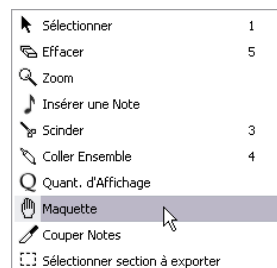 Sélectionner 1
Effacer 5
Zoom
Insérer une Note
Scinder 3
Coller Ensemble 4
Quant. d'Affichage
Maquette
Couper Notes
Sélectionner section à exporter